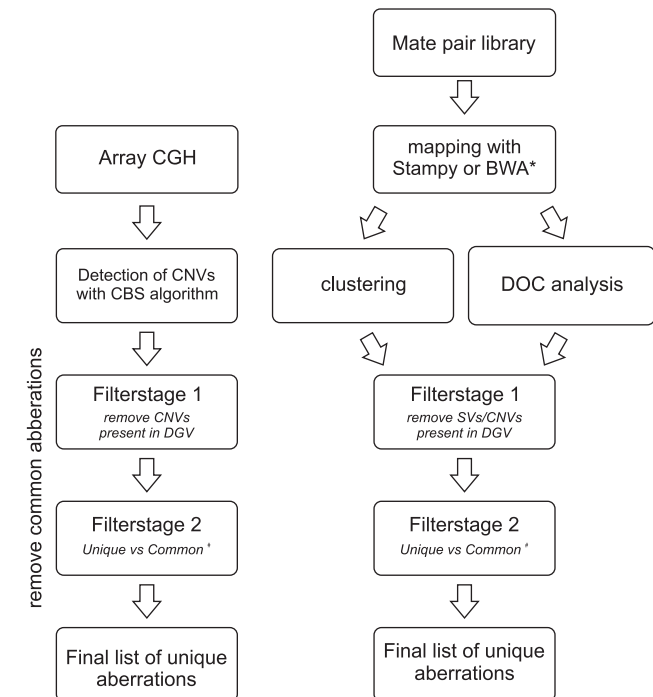 Mate pair library
mapping with
Stampy or BWA*
Array CGH
Detection of CNVs
with CBS algorithm
clustering
DOC analysis
remove common abberations
Filterstage 1
remove CNVs
present in DGV
Filterstage 1
remove SVs/CNVs
present in DGV
Filterstage 2
Unique vs Common #
Filterstage 2
Unique vs Common #
Final list of unique
aberrations
Final list of unique
aberrations